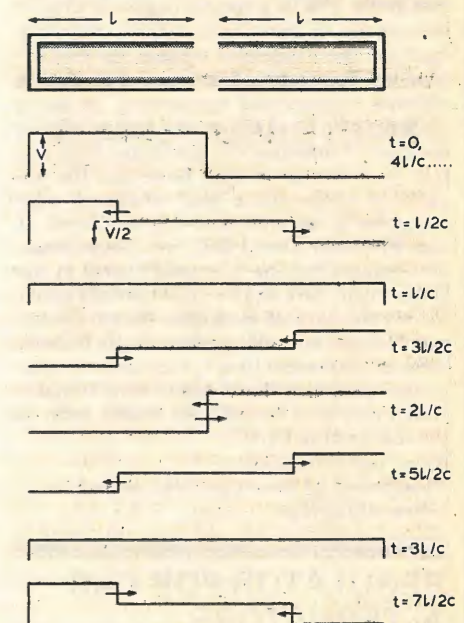 l l
V
t=0,
4l/c.....
V/2
t=l/2c
t=l/c
t=3l/2c
t=2l/c
t=5l/2c
t=3l/c
t=7l/2c